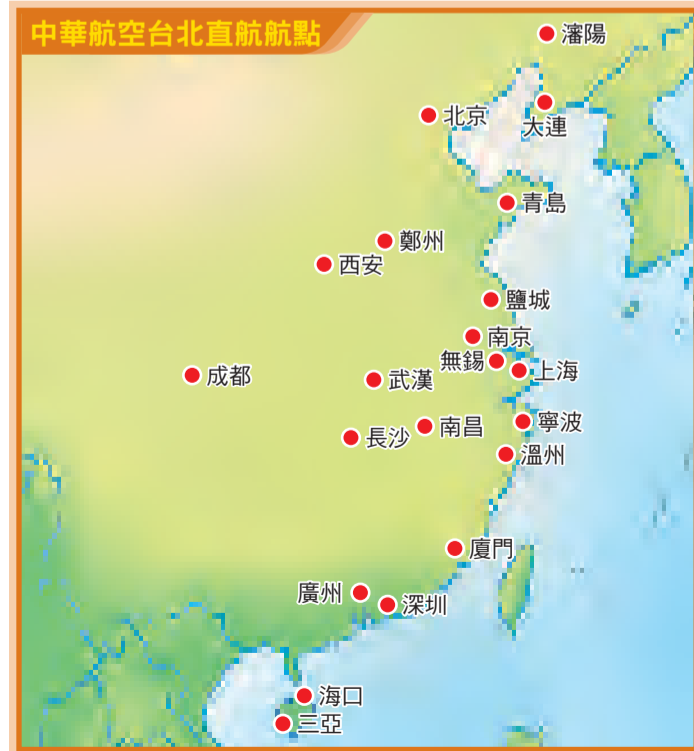 中華航空台北直航航點
瀋陽
北京
大連
青島
鄭州
西安
鹽城
南京
無錫
上海
成都
武漢
寧波
南昌
長沙
溫州
廈門
廣州
深圳
海口
三亞